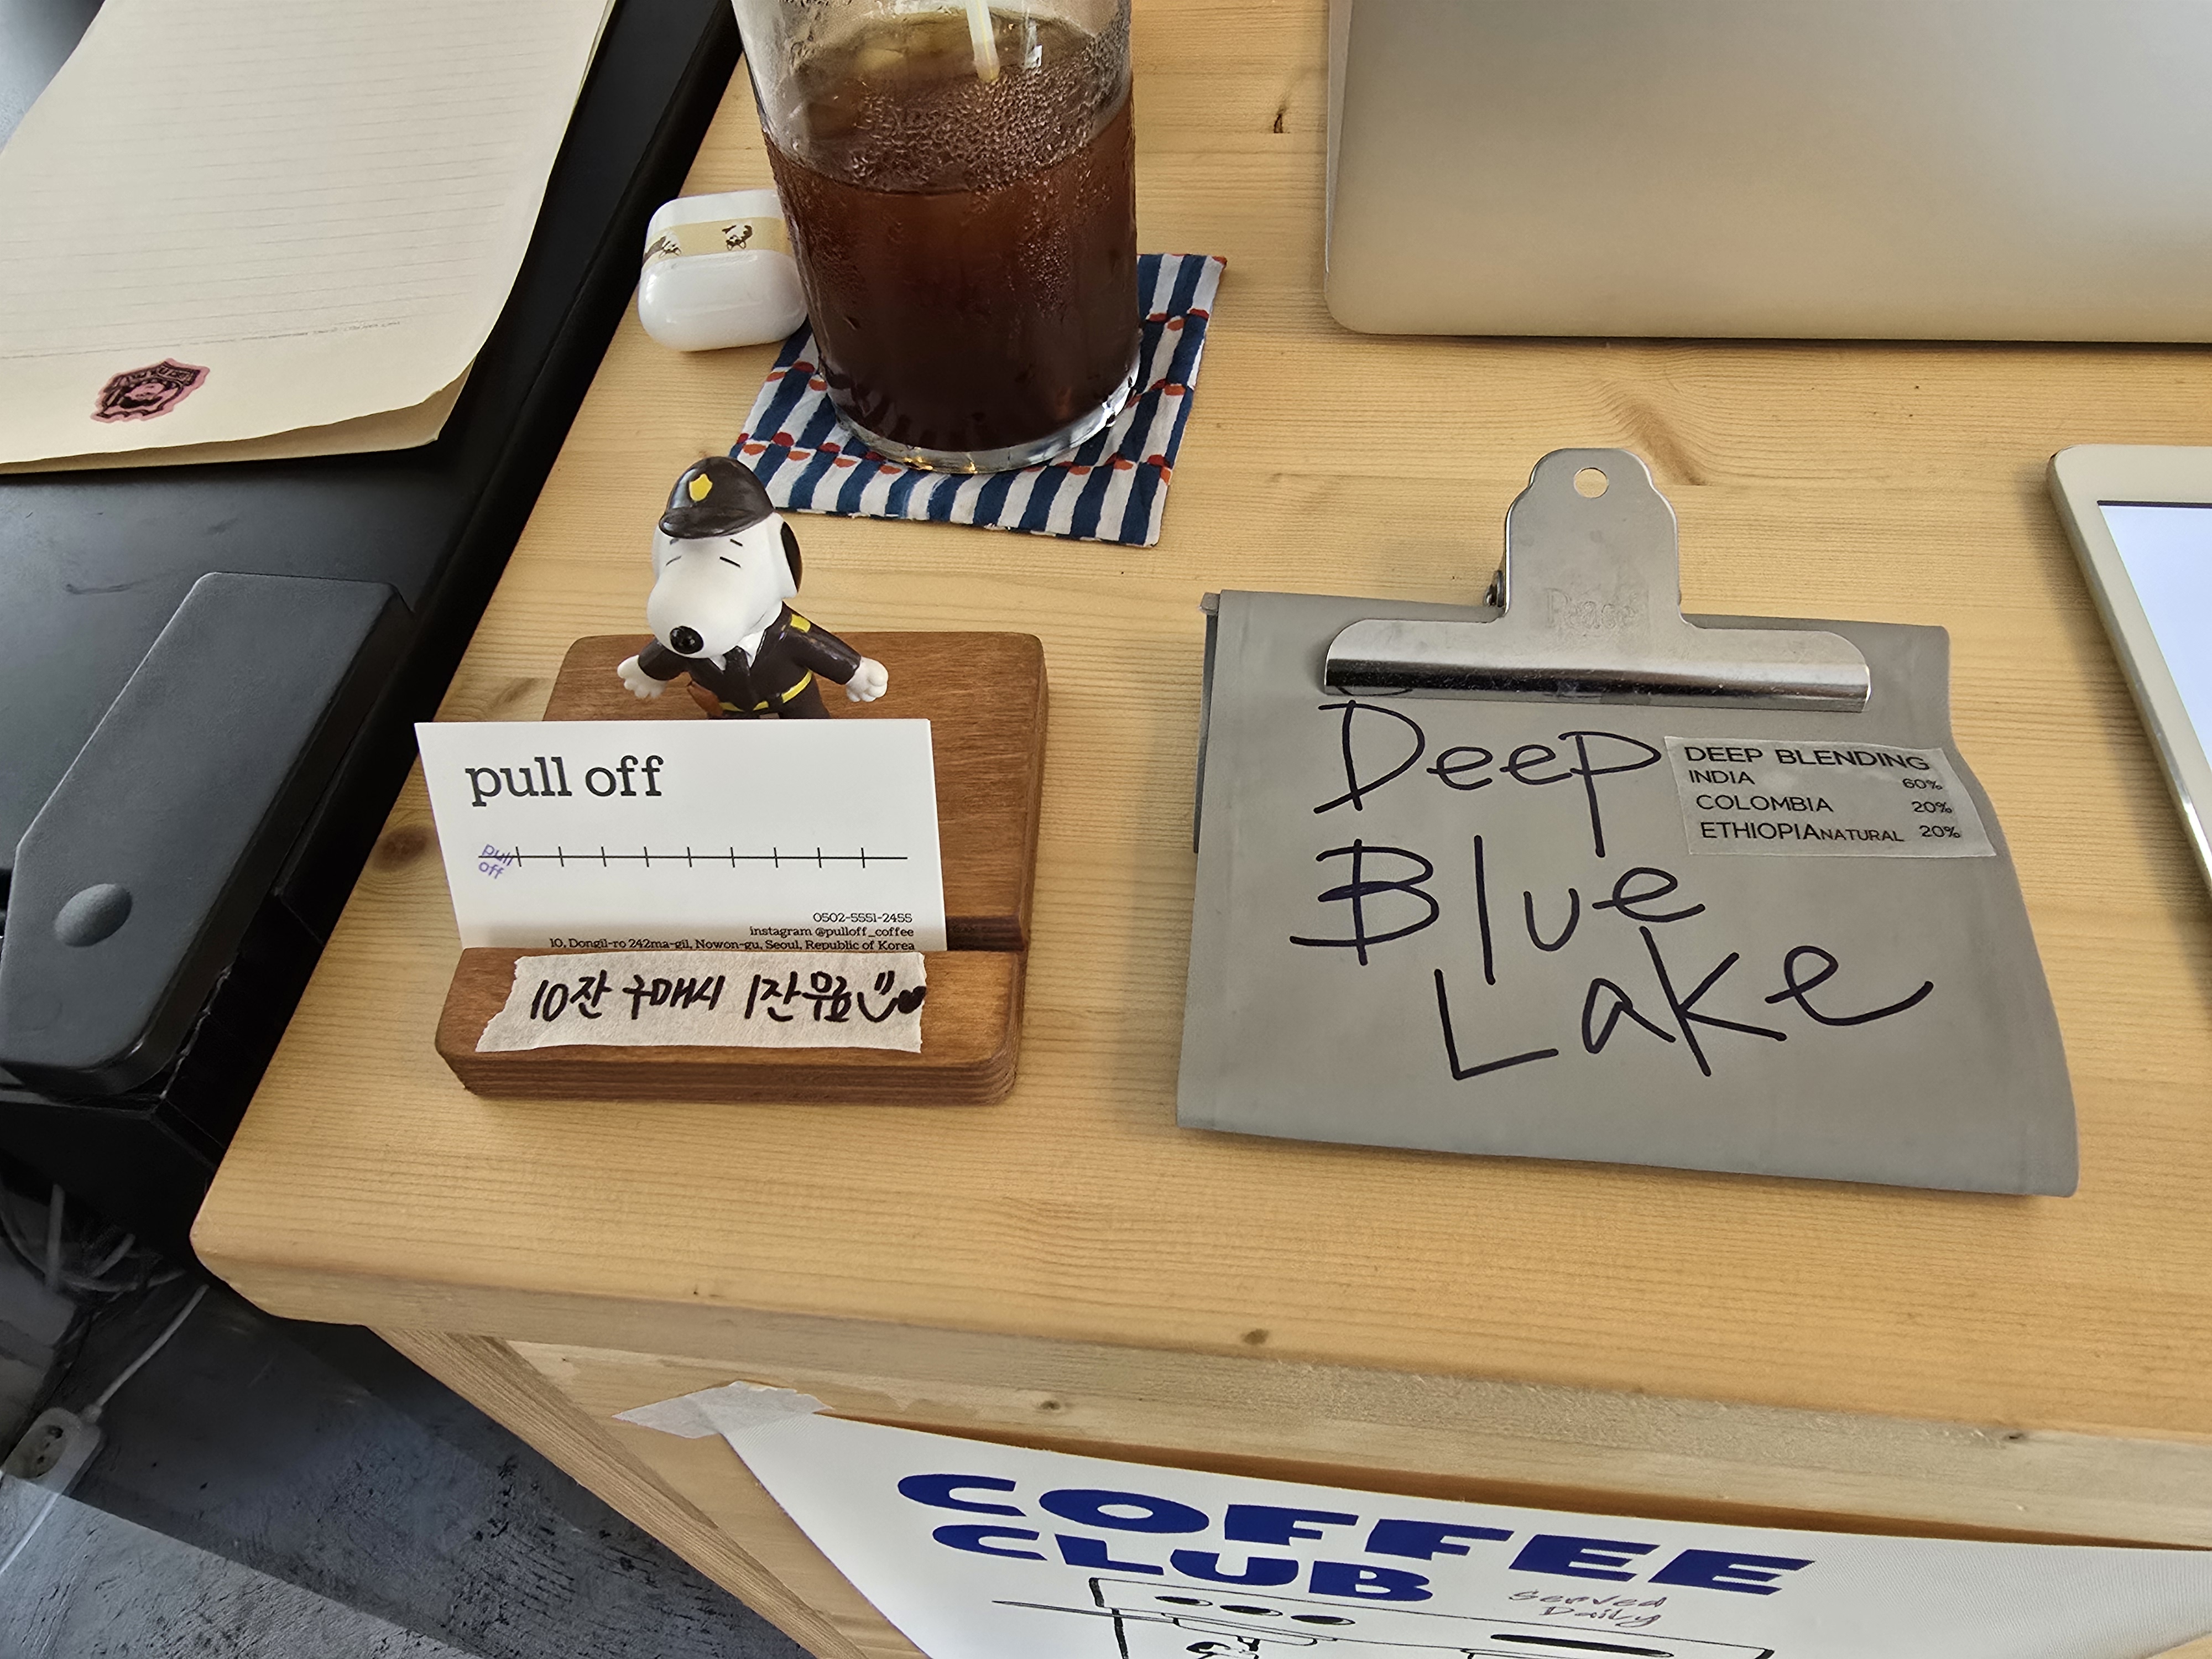 pull off
pull
off
0502-5551-2455
instagram @pulloff_coffee
10, Dongil-ro 242ma-gil, Nowon-gu, Seoul, Republic of Korea
10잔 구매시 1잔 무료
Peace
Deep
Blue
Lake
DEEP BLENDING
INDIA 60%
COLOMBIA 20%
ETHIOPIA NATURAL 20%
COFFEE
CLUB
Served
Daily